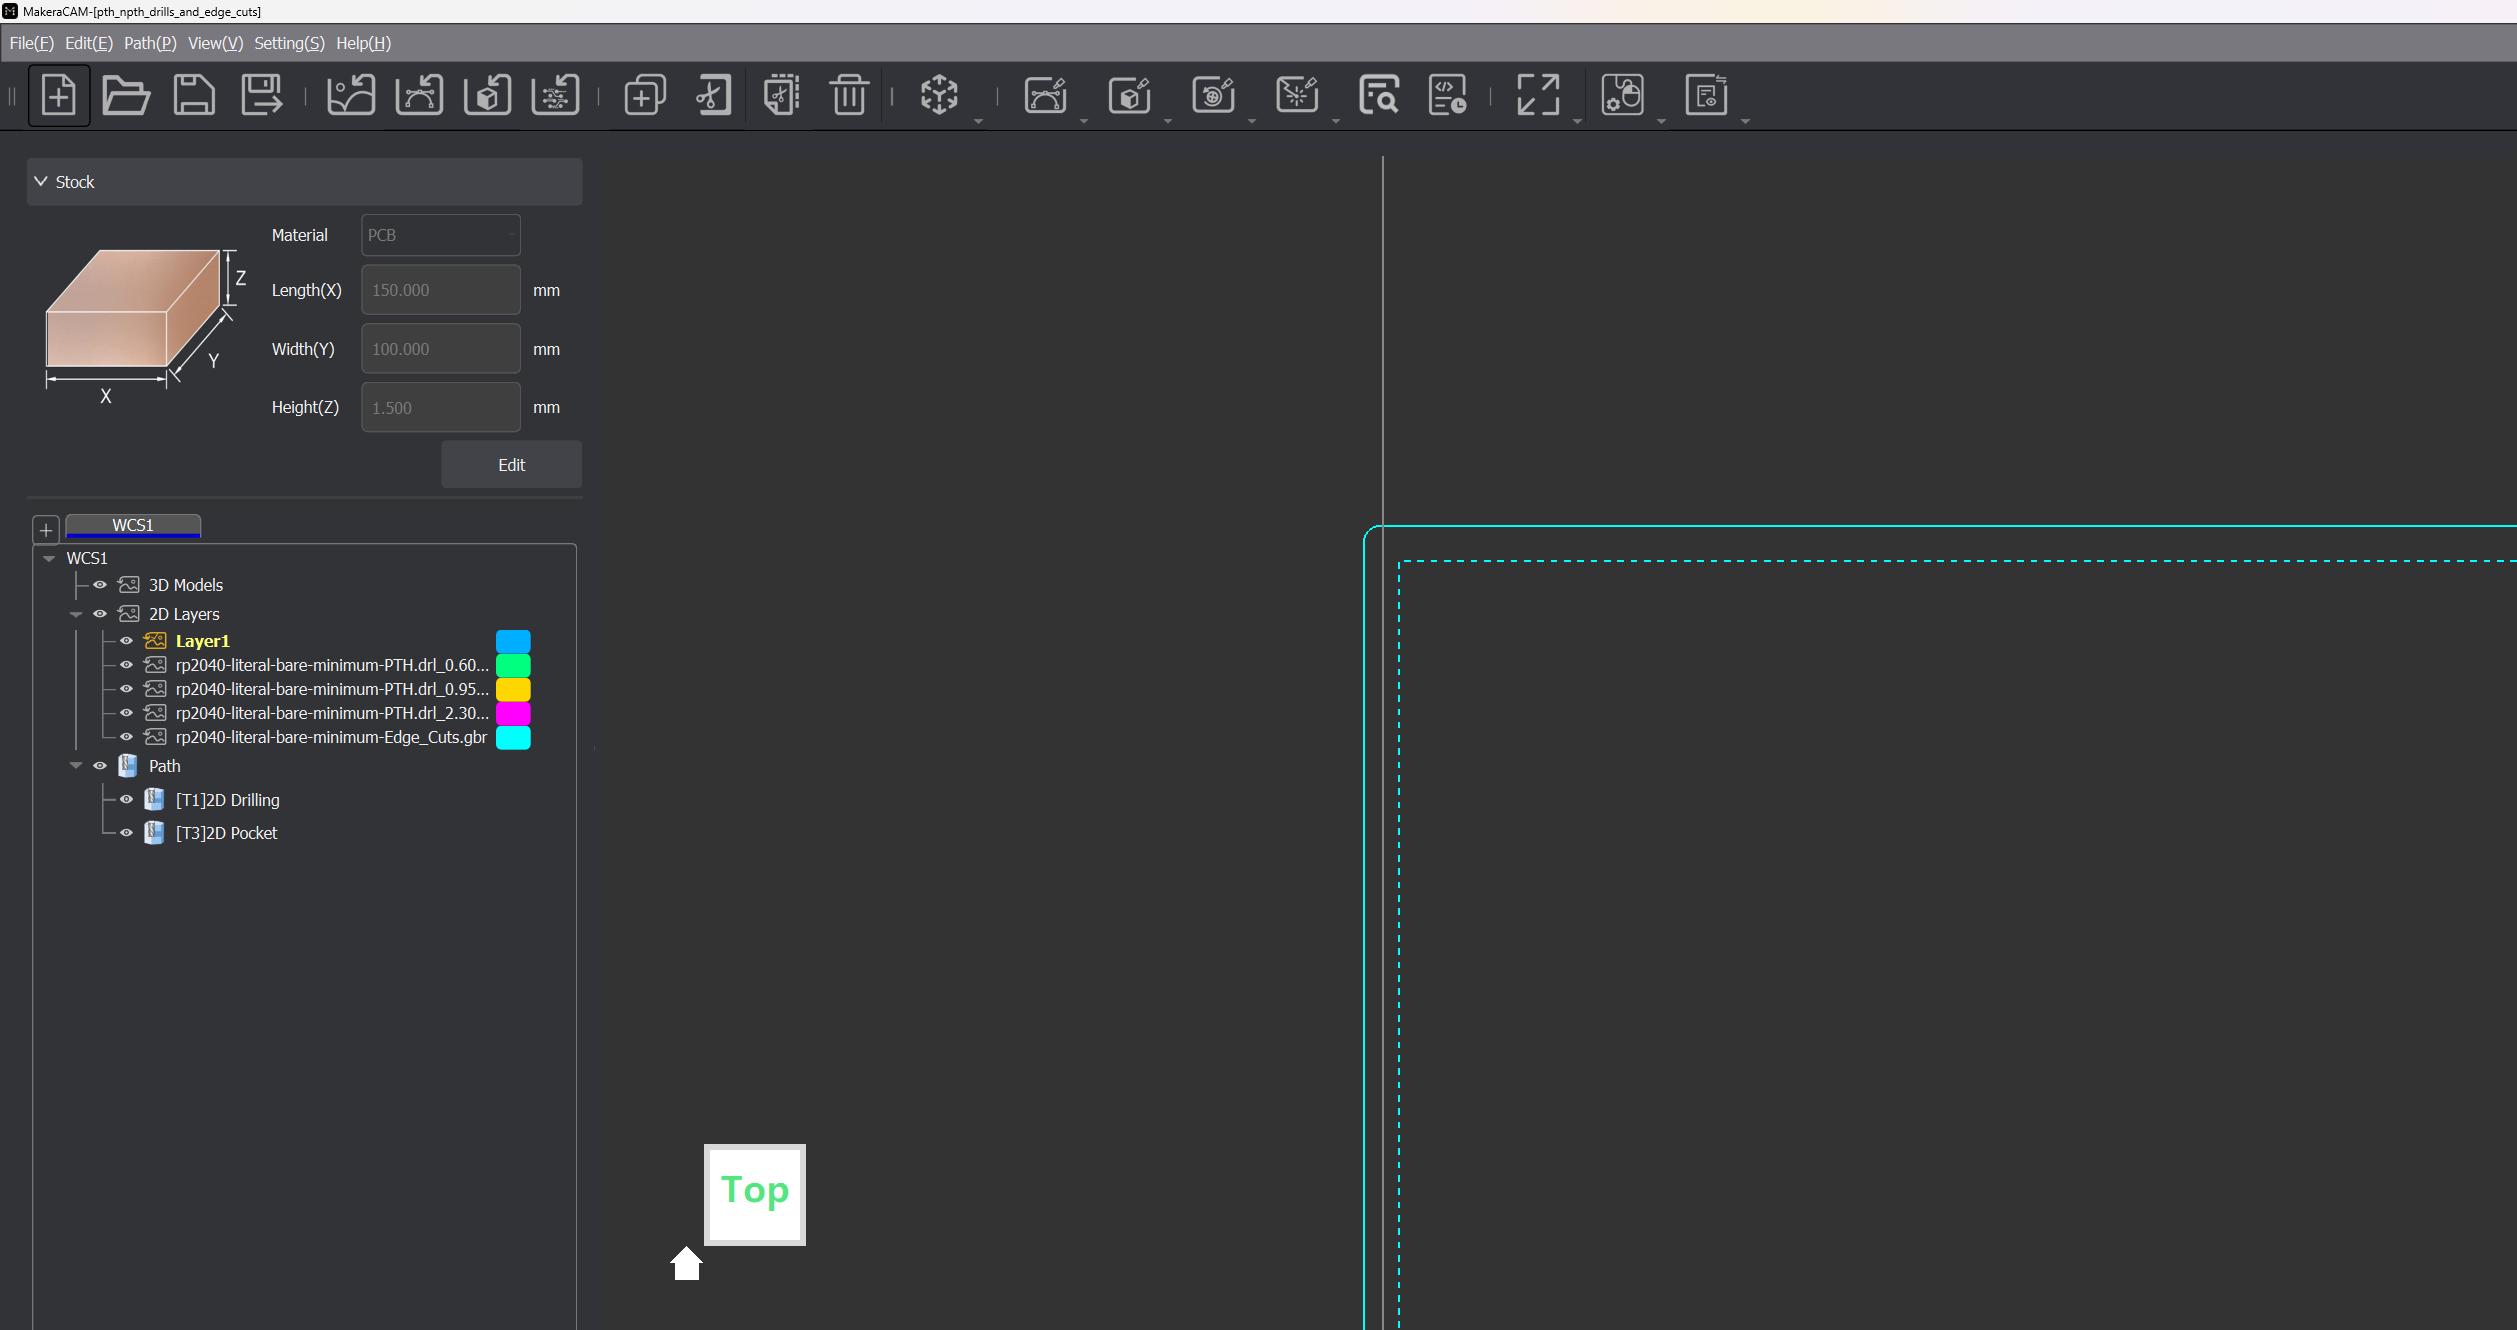 MakeraCAM-[pth_npth_drills_and_edge_cuts]
File(F) Edit(E) Path(P) View(V) Setting(S) Help(H)
Stock
Material PCB
Length(X) 150.000 mm
Width(Y) 100.000 mm
Height(Z) 1.500 mm
Z
Y
X
Edit
+ WCS1
WCS1
3D Models
2D Layers
Layer1
rp2040-literal-bare-minimum-PTH.drl_0.60...
rp2040-literal-bare-minimum-PTH.drl_0.95...
rp2040-literal-bare-minimum-PTH.drl_2.30...
rp2040-literal-bare-minimum-Edge_Cuts.gbr
Path
[T1]2D Drilling
[T3]2D Pocket
Top